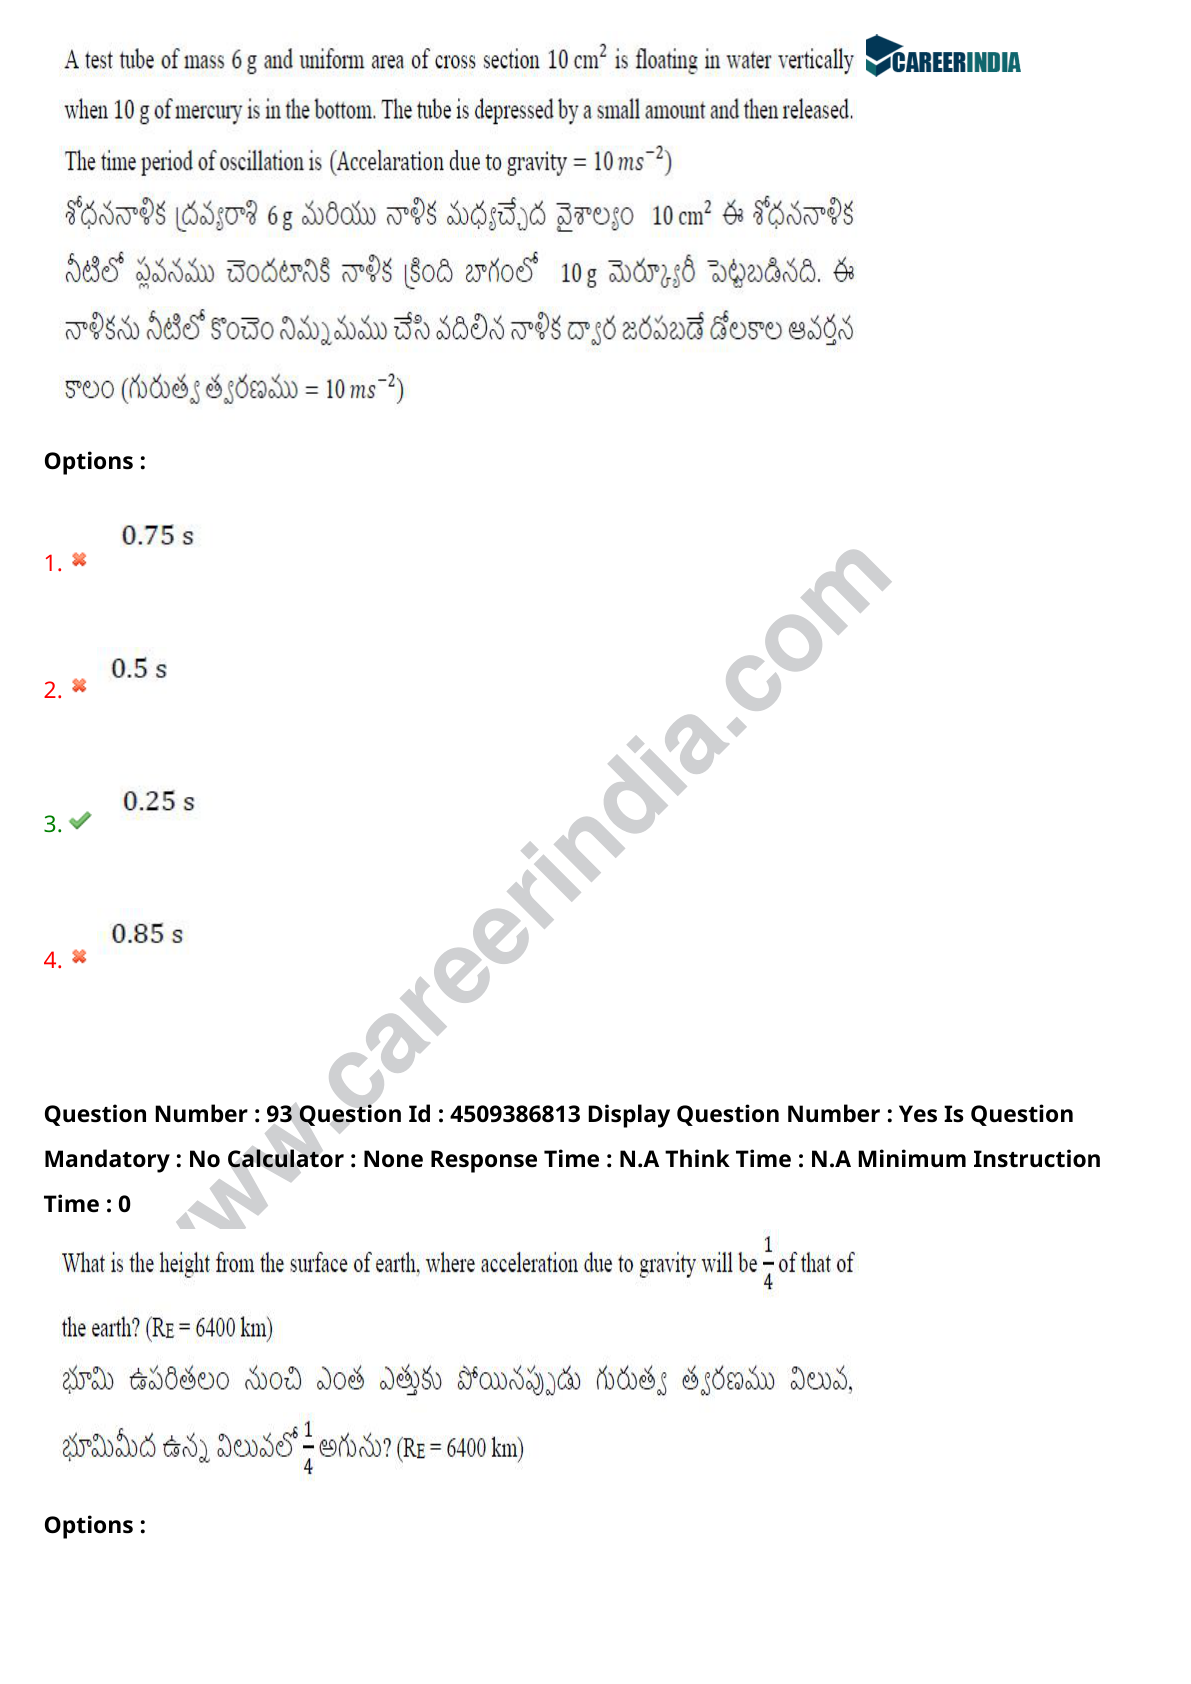 A test tube of mass 6 g and uniform area of cross section 10 cm² is floating in water vertically
CAREERINDIA
when 10 g of mercury is in the bottom. The tube is depressed by a small amount and then released.
The time period of oscillation is (Accelaration due to gravity = 10 ms⁻²)
శోధననాళిక ద్రవ్యరాశి 6 g మరియు నాళిక మధ్యచ్చేద వైశాల్యం 10 cm² ఈ శోధననాళిక
నీటిలో ప్లవనము చెందటానికి నాళిక క్రింది బాగంలో 10 g మెర్క్యూరీ పెట్టబడినది. ఈ
నాళికను నీటిలో కొంచెం నిమ్నమము చేసి వదిలిన నాళిక ద్వార జరపబడే డోలకాల ఆవర్తన
కాలం (గురుత్వ త్వరణము = 10 ms⁻²)
Options :
1. 0.75 s
2. 0.5 s
3. 0.25 s
4. 0.85 s
www.careerindia.com
Question Number : 93 Question Id : 4509386813 Display Question Number : Yes Is Question
Mandatory : No Calculator : None Response Time : N.A Think Time : N.A Minimum Instruction
Time : 0
What is the height from the surface of earth, where acceleration due to gravity will be 1/4 of that of
the earth? (RE = 6400 km)
భూమి ఉపరితలం నుంచి ఎంత ఎత్తుకు పోయినప్పుడు గురుత్వ త్వరణము విలువ,
భూమిమీద ఉన్న విలువలో 1/4 అగును? (RE = 6400 km)
Options :